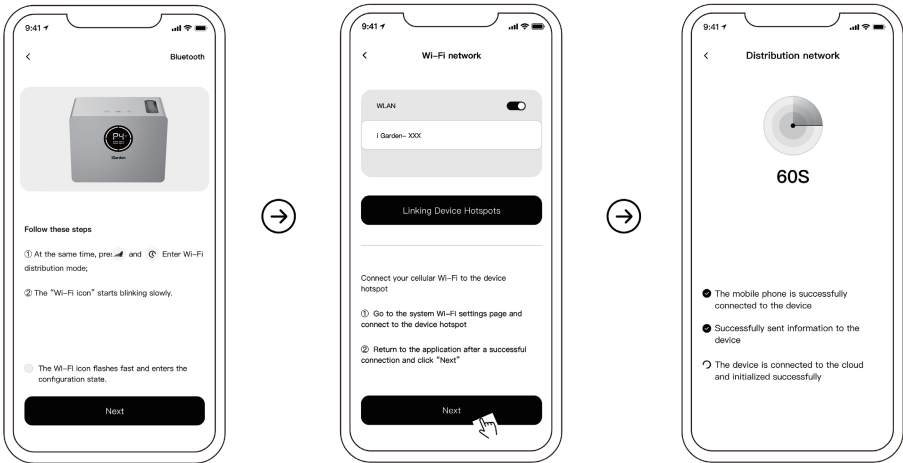 9:41
Bluetooth
P4
iGarden
Follow these steps
① At the same time, pres and Enter Wi-Fi
distribution mode;
② The "Wi-Fi icon" starts blinking slowly.
The WI-FI icon flashes fast and enters the
configuration state.
Next
9:41
Wi-Fi network
WLAN
i Garden- XXX
Linking Device Hotspots
Connect your cellular Wi-Fi to the device
hotspot
① Go to the system Wi-Fi settings page and
connect to the device hotspot
② Return to the application after a successful
connection and click "Next"
Next
9:41
Distribution network
60S
The mobile phone is successfully
connected to the device
Successfully sent information to the
device
The device is connected to the cloud
and initialized successfully